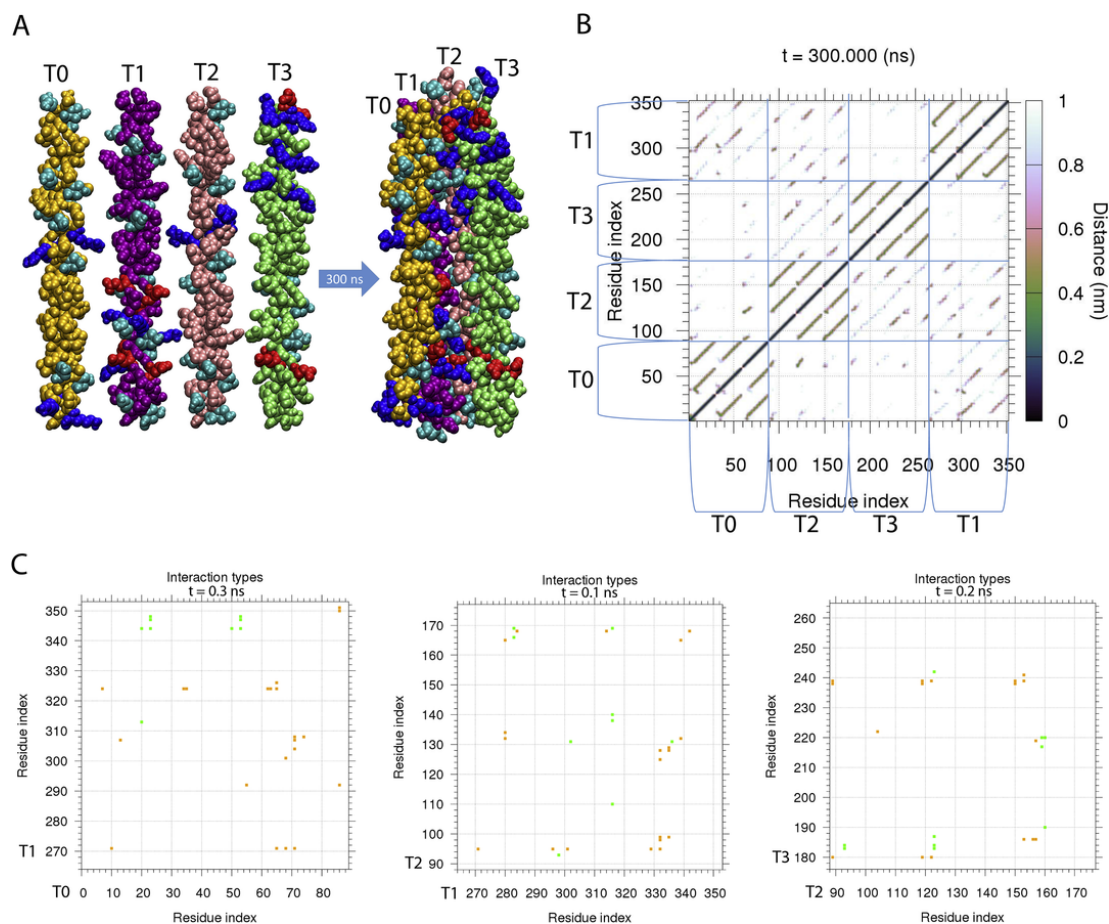 A
T0
T1
T2
T3
300 ns
T0
T1
T2
T3
B
t = 300.000 (ns)
T1
T3
T2
T0
Residue index
350
300
250
200
150
100
50
50 100 150 200 250 300 350
Residue index
T0 T2 T3 T1
1
0.8
0.6
0.4
0.2
0
Distance (nm)
C
Interaction types
t = 0.3 ns
Residue index
350
340
330
320
310
300
290
280
270
T1
T0
0 10 20 30 40 50 60 70 80
Residue index
Interaction types
t = 0.1 ns
Residue index
170
160
150
140
130
120
110
100
90
T2
T1
270 280 290 300 310 320 330 340 350
Residue index
Interaction types
t = 0.2 ns
Residue index
260
250
240
230
220
210
200
190
180
T3
T2
90 100 110 120 130 140 150 160 170
Residue index